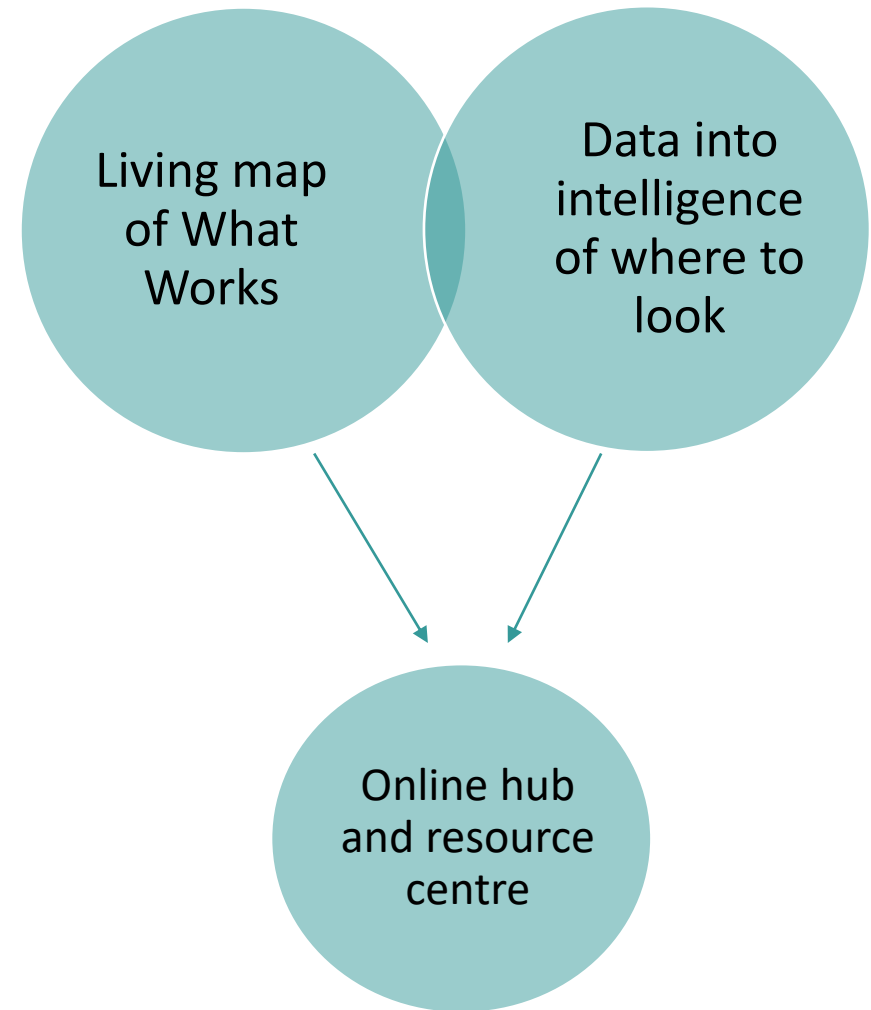 Living map
of What
Works
Data into
intelligence
of where to
look
Online hub
and resource
centre